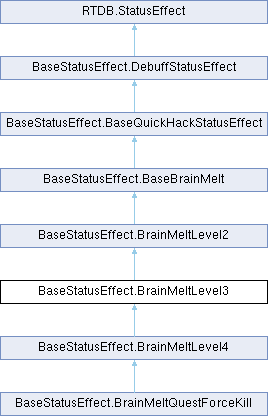 RTDB.StatusEffect
BaseStatusEffect.DebuffStatusEffect
BaseStatusEffect.BaseQuickHackStatusEffect
BaseStatusEffect.BaseBrainMelt
BaseStatusEffect.BrainMeltLevel2
BaseStatusEffect.BrainMeltLevel3
BaseStatusEffect.BrainMeltLevel4
BaseStatusEffect.BrainMeltQuestForceKill